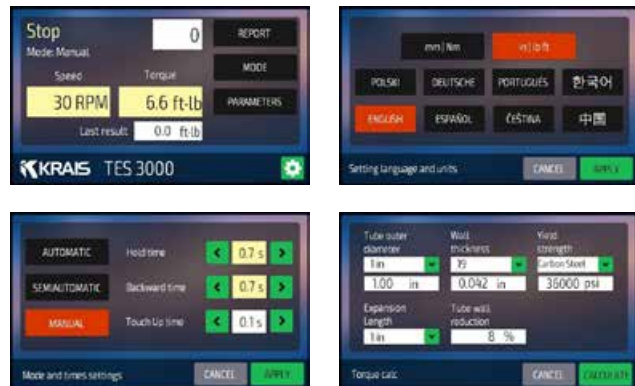 Stop
0
REPORT
Mode: Manual
MODE
Speed Torque
30 RPM 6.6 ft-lb
PARAMETERS
Last result 0.0 ft-lb
KRAIS TES 3000
mm | Nm in | lb ft
POLSKI DEUTSCHE PORTUGUÊS 한국어
ENGLISH ESPAÑOL ČEŠTINA 中国
Setting language and units CANCEL APPLY
AUTOMATIC Hold time < 0.7 s >
SEMIAUTOMATIC Backward time < 0.7 s >
MANUAL Touch Up time < 0.1 s >
Mode and times settings CANCEL APPLY
Tube outer diameter Wall thickness Yield strength
1 in 19 Carbon Steel
1.00 in 0.042 in 36000 psi
Expansion Length Tube wall reduction
1 in 8 %
Torque calc CANCEL CALCULATE